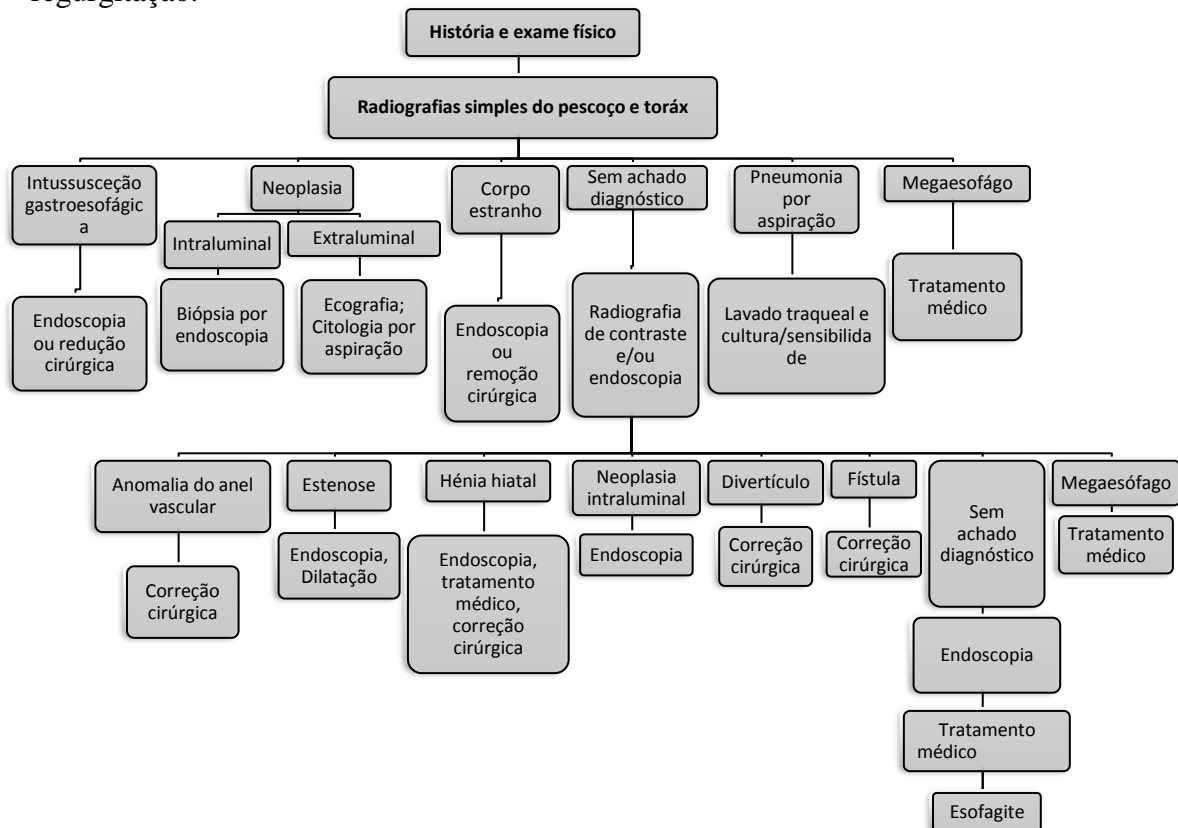 regurgitação.
História e exame físico
Radiografias simples do pescoço e toráx
Intussusceção
gastroesofágic
a
Neoplasia
Corpo
estranho
Sem achado
diagnóstico
Pneumonia
por
aspiração
Megaesofágo
Intraluminal
Extraluminal
Endoscopia
ou redução
cirúrgica
Biópsia por
endoscopia
Ecografia;
Citologia por
aspiração
Endoscopia
ou
remoção
cirúrgica
Radiografia
de contraste
e/ou
endoscopia
Lavado traqueal e
cultura/sensibilida
de
Tratamento
médico
Anomalia do anel
vascular
Estenose
Hénia hiatal
Neoplasia
intraluminal
Divertículo
Fístula
Sem
achado
diagnóstico
Megaesófago
Correção
cirúrgica
Endoscopia,
Dilatação
Endoscopia,
tratamento
médico,
correção
cirúrgica
Endoscopia
Correção
cirúrgica
Correção
cirúrgica
Tratamento
médico
Endoscopia
Tratamento
médico
Esofagite